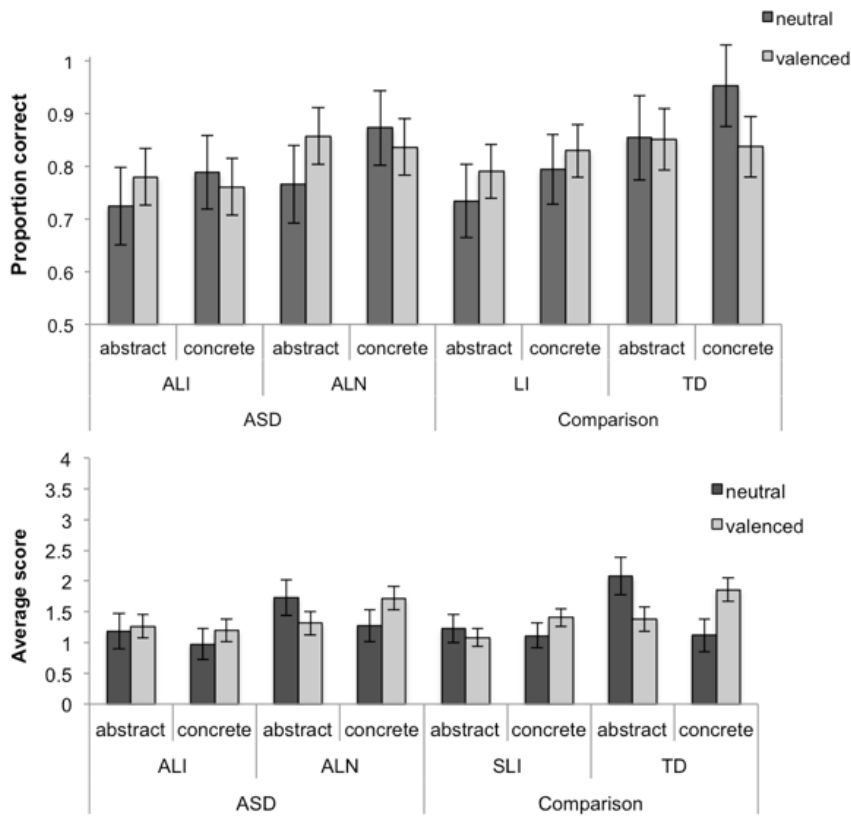 neutral
valenced
Proportion correct
1
0.9
0.8
0.7
0.6
0.5
abstract concrete abstract concrete abstract concrete abstract concrete
ALI ALN LI TD
ASD Comparison
neutral
valenced
Average score
4
3.5
3
2.5
2
1.5
1
0.5
0
abstract concrete abstract concrete abstract concrete abstract concrete
ALI ALN SLI TD
ASD Comparison